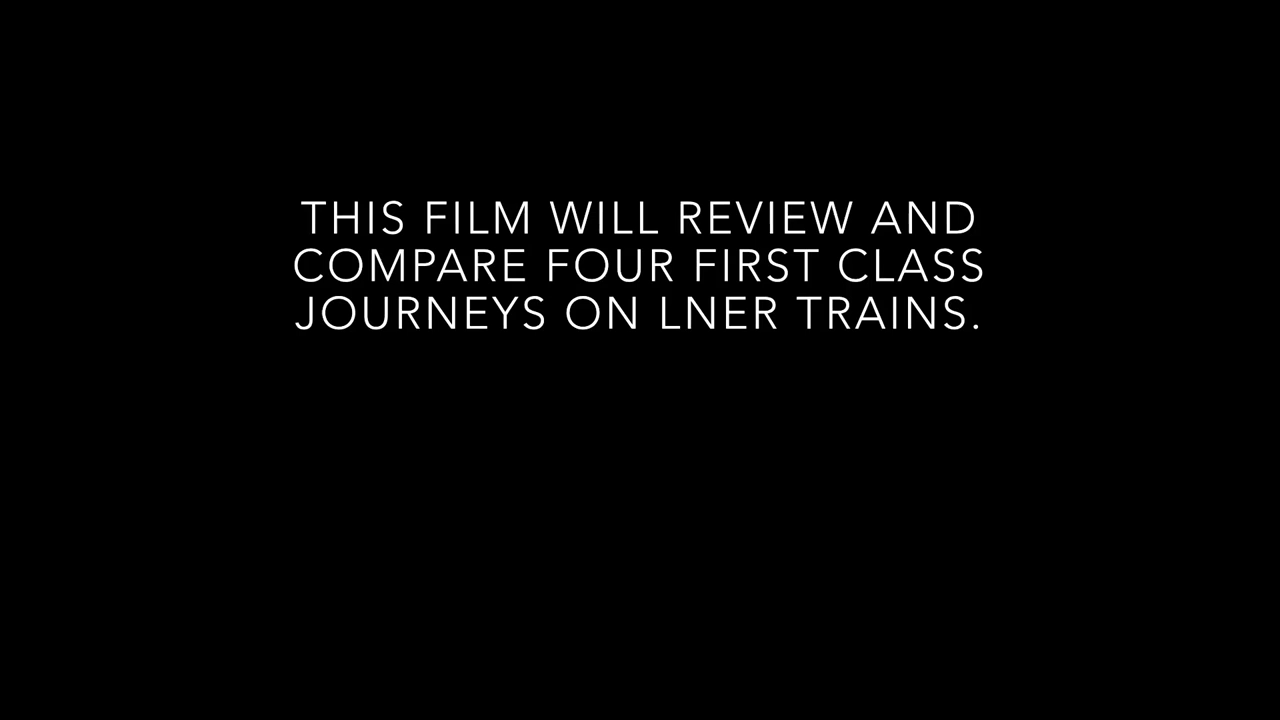 THIS FILM WILL REVIEW AND
COMPARE FOUR FIRST CLASS
JOURNEYS ON LNER TRAINS.